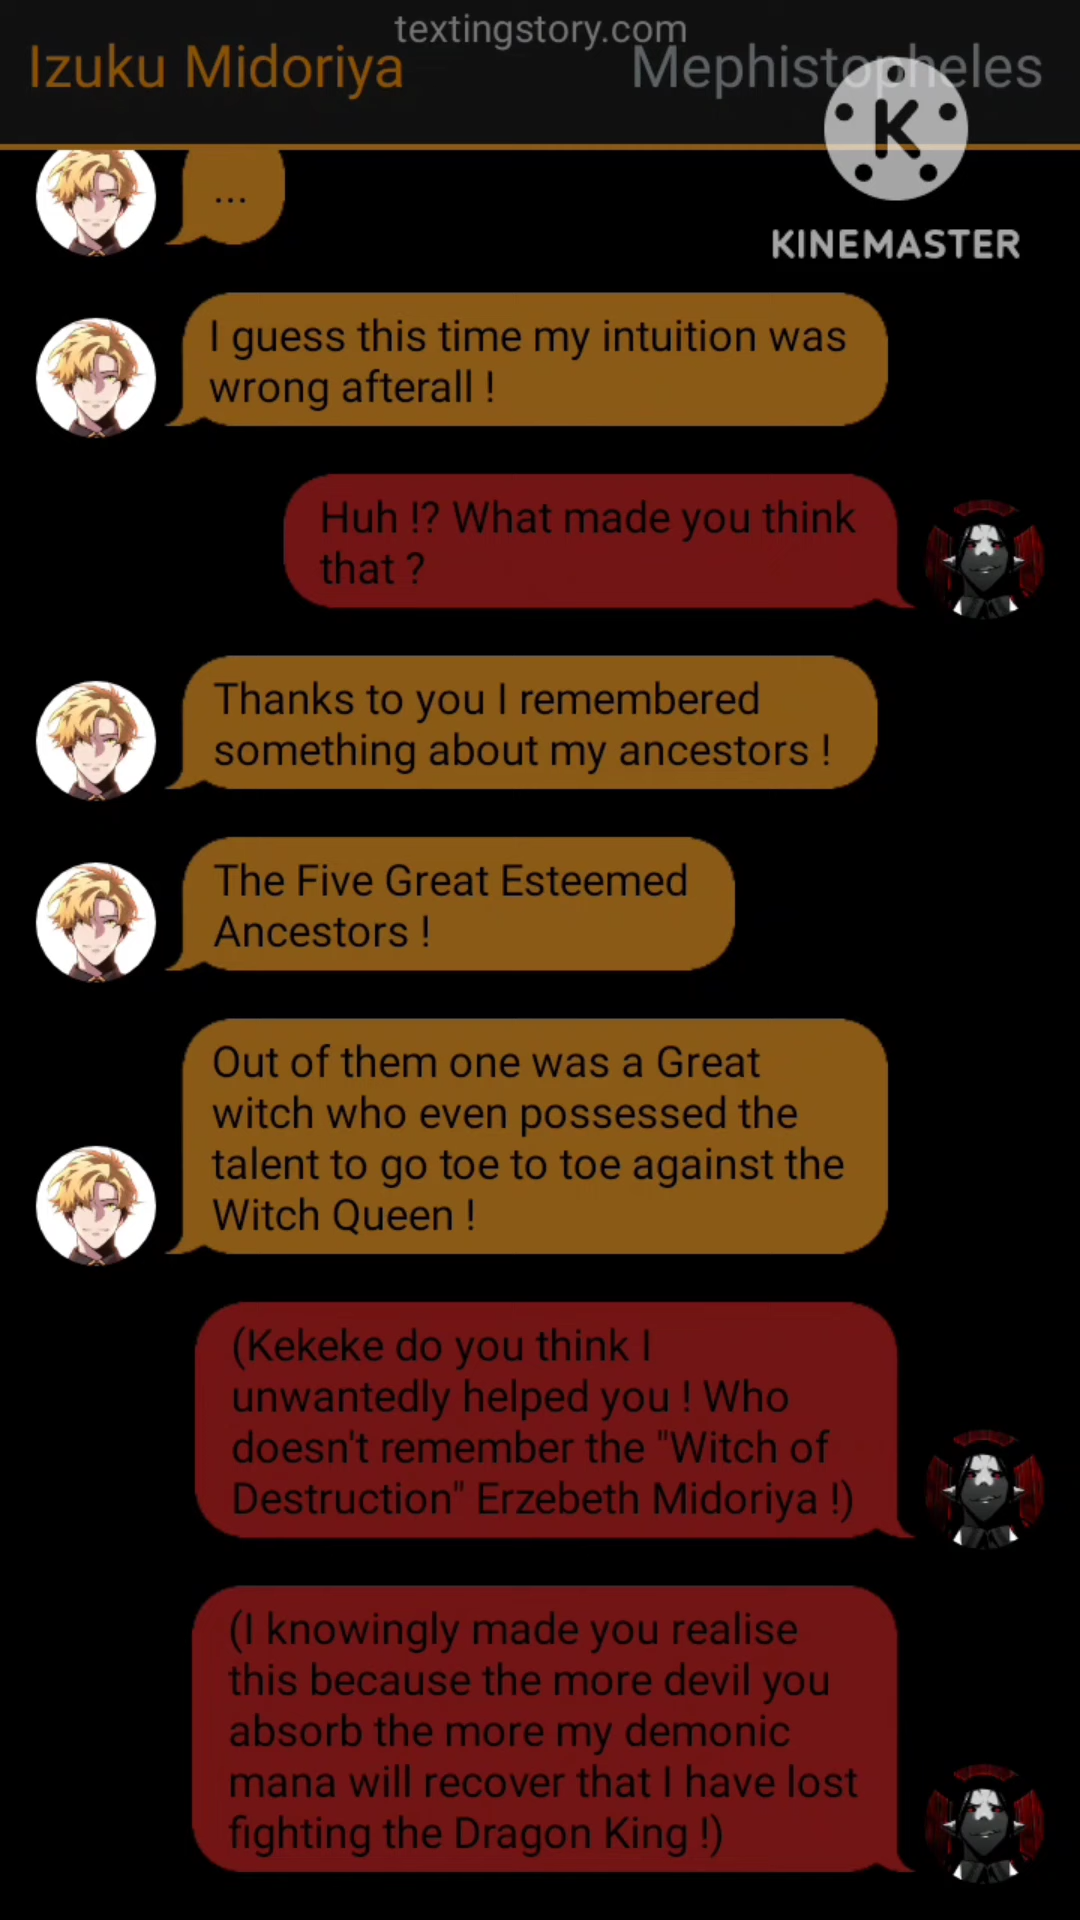 textingstory.com
Izuku Midoriya
Mephistopheles
K
KINEMASTER
...
I guess this time my intuition was
wrong afterall !
Huh !? What made you think
that ?
Thanks to you I remembered
something about my ancestors !
The Five Great Esteemed
Ancestors !
Out of them one was a Great
witch who even possessed the
talent to go toe to toe against the
Witch Queen !
(Kekeke do you think I
unwantedly helped you ! Who
doesn't remember the "Witch of
Destruction" Erzebeth Midoriya !)
(I knowingly made you realise
this because the more devil you
absorb the more my demonic
mana will recover that I have lost
fighting the Dragon King !)